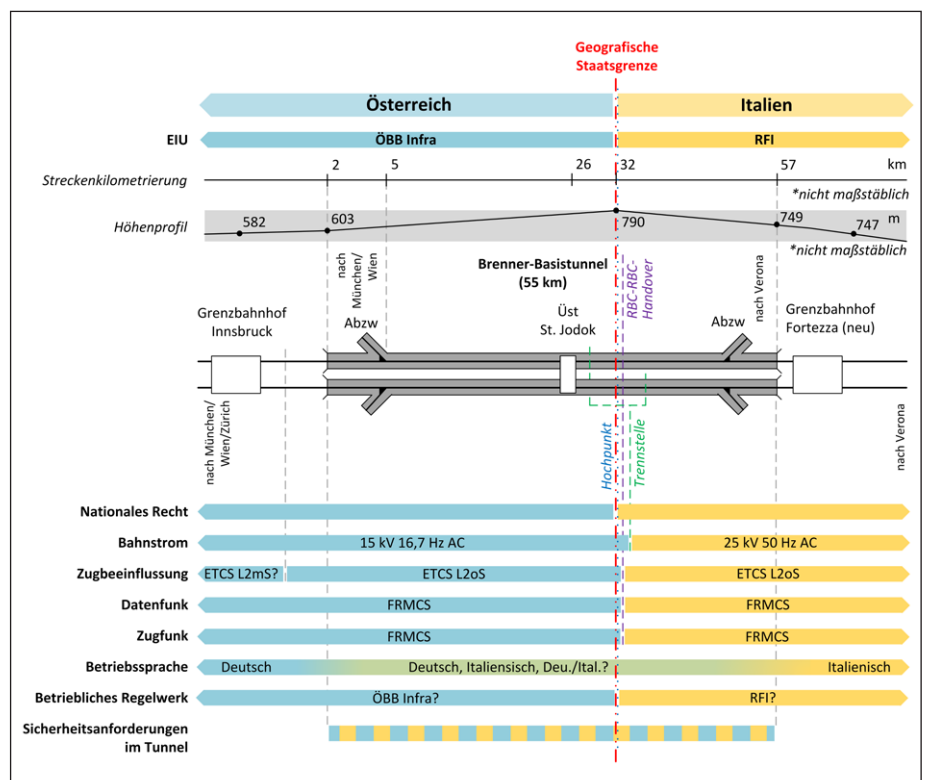 Geografische
Staatsgrenze
Österreich
Italien
EIU
ÖBB Infra
RFI
2
5
26
32
57
km
Streckenkilometrierung
*nicht maßstäblich
Höhenprofil
582
603
790
749
747
m
*nicht maßstäblich
nach
München/
Wien
Brenner-Basistunnel
(55 km)
RBC-RBC-
Handover
nach Verona
Grenzbahnhof
Innsbruck
Abzw
Üst
St. Jodok
Abzw
Grenzbahnhof
Fortezza (neu)
nach München/
Wien/Zürich
Hochpunkt
Trennstelle
nach Verona
Nationales Recht
Bahnstrom
15 kV 16,7 Hz AC
25 kV 50 Hz AC
Zugbeeinflussung
ETCS L2mS?
ETCS L2oS
ETCS L2oS
Datenfunk
FRMCS
FRMCS
Zugfunk
FRMCS
FRMCS
Betriebssprache
Deutsch
Deutsch, Italiensisch, Deu./Ital.?
Italienisch
Betriebliches Regelwerk
ÖBB Infra?
RFI?
Sicherheitsanforderungen
im Tunnel